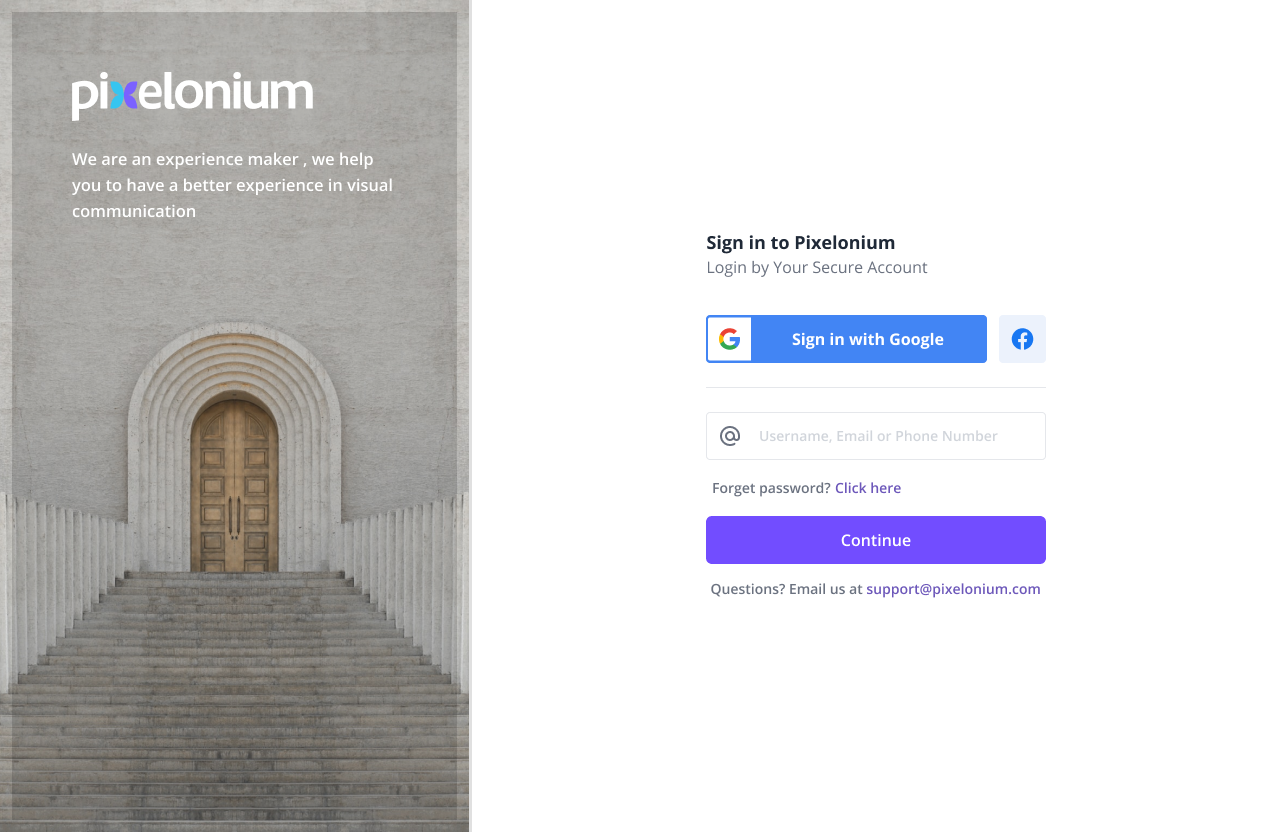 pixelonium
We are an experience maker , we help
you to have a better experience in visual
communication
Sign in to Pixelonium
Login by Your Secure Account
Sign in with Google
Username, Email or Phone Number
Forget password? Click here
Continue
Questions? Email us at support@pixelonium.com